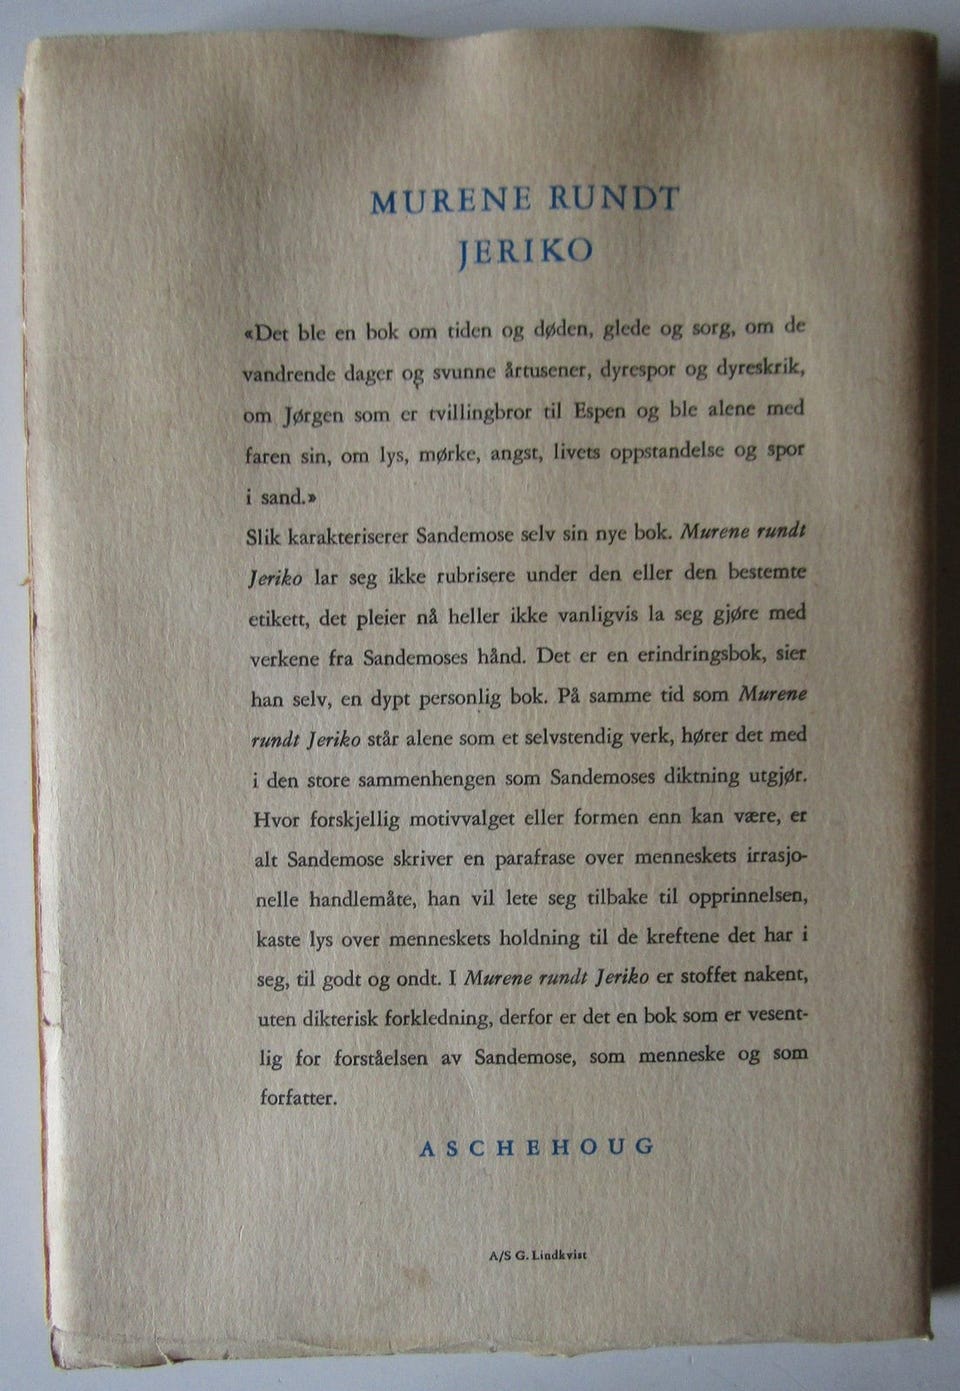 MURENE RUNDT
JERIKO
«Det ble en bok om tiden og døden, glede og sorg, om de
vandrende dager og svunne årtusener, dyrespor og dyreskrik,
om Jørgen som er tvillingbror til Espen og ble alene med
faren sin, om lys, mørke, angst, livets oppstandelse og spor
i sand.»
Slik karakteriserer Sandemose selv sin nye bok. Murene rundt
Jeriko lar seg ikke rubrisere under den eller den bestemte
etikett, det pleier nå heller ikke vanligvis la seg gjøre med
verkene fra Sandemoses hånd. Det er en erindringsbok, sier
han selv, en dypt personlig bok. På samme tid som Murene
rundt Jeriko står alene som et selvstendig verk, hører det med
i den store sammenhengen som Sandemoses diktning utgjør.
Hvor forskjellig motivvalget eller formen enn kan være, er
alt Sandemose skriver en parafrase over menneskets irrasjo-
nelle handlemåte, han vil lete seg tilbake til opprinnelsen,
kaste lys over menneskets holdning til de kreftene det har i
seg, til godt og ondt. I Murene rundt Jeriko er stoffet nakent,
uten dikterisk forkledning, derfor er det en bok som er vesent-
lig for forståelsen av Sandemose, som menneske og som
forfatter.
ASCHEHOUG
A/S G. Lindkvist